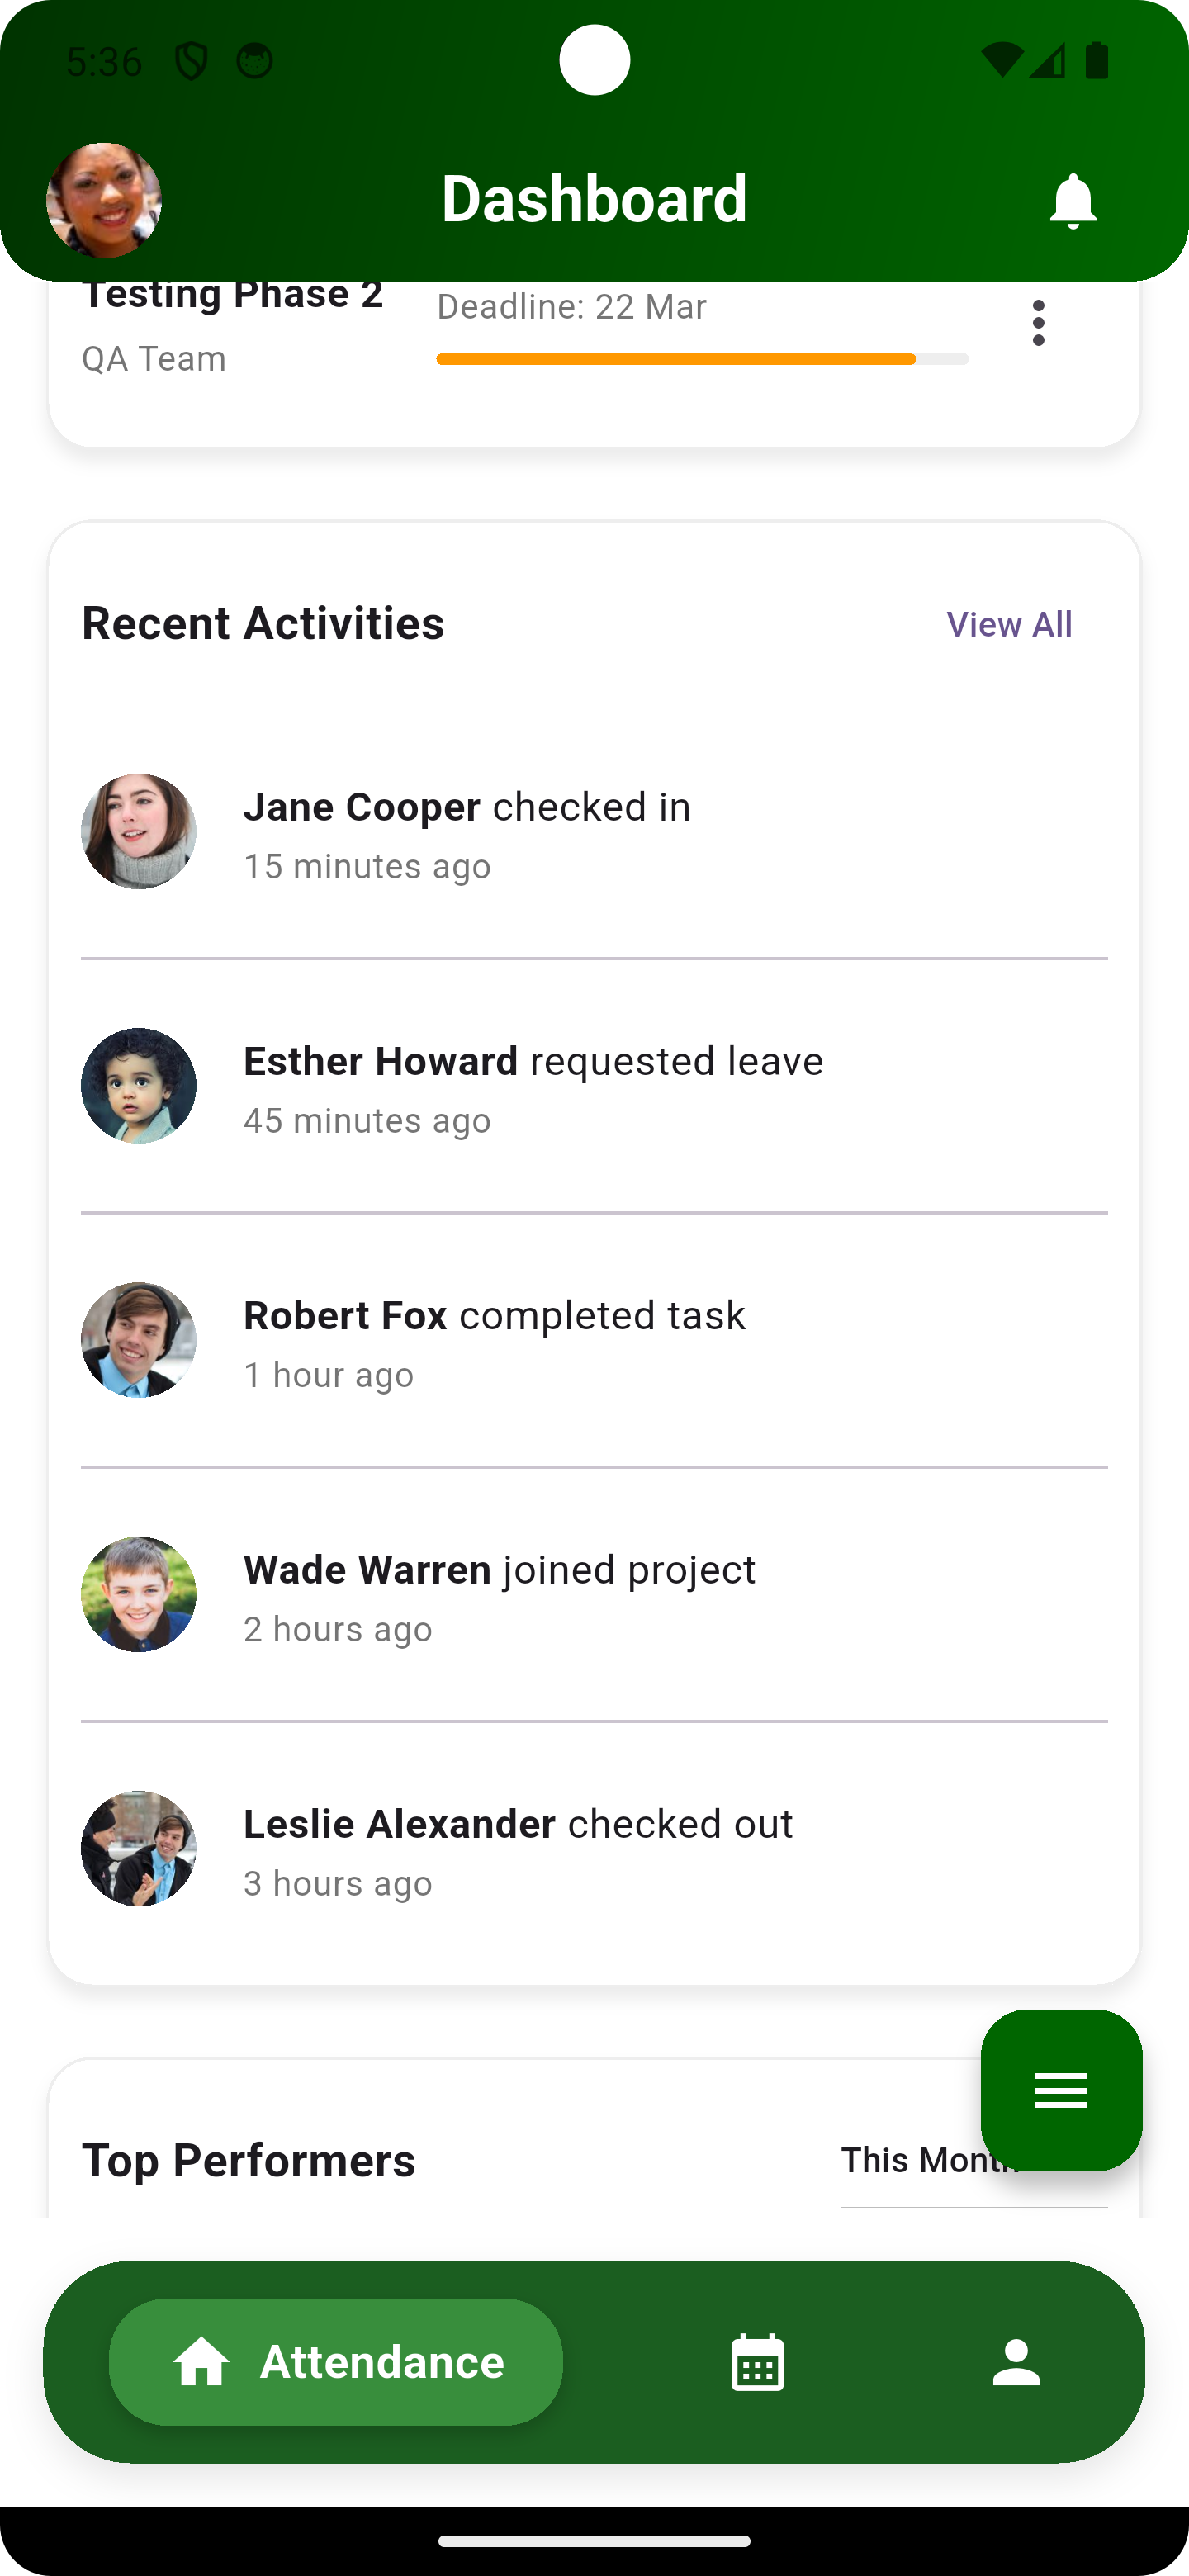 5:36
Dashboard
Testing Phase 2
Deadline: 22 Mar
QA Team
Recent Activities
View All
Jane Cooper checked in
15 minutes ago
Esther Howard requested leave
45 minutes ago
Robert Fox completed task
1 hour ago
Wade Warren joined project
2 hours ago
Leslie Alexander checked out
3 hours ago
Top Performers
This Month
Attendance